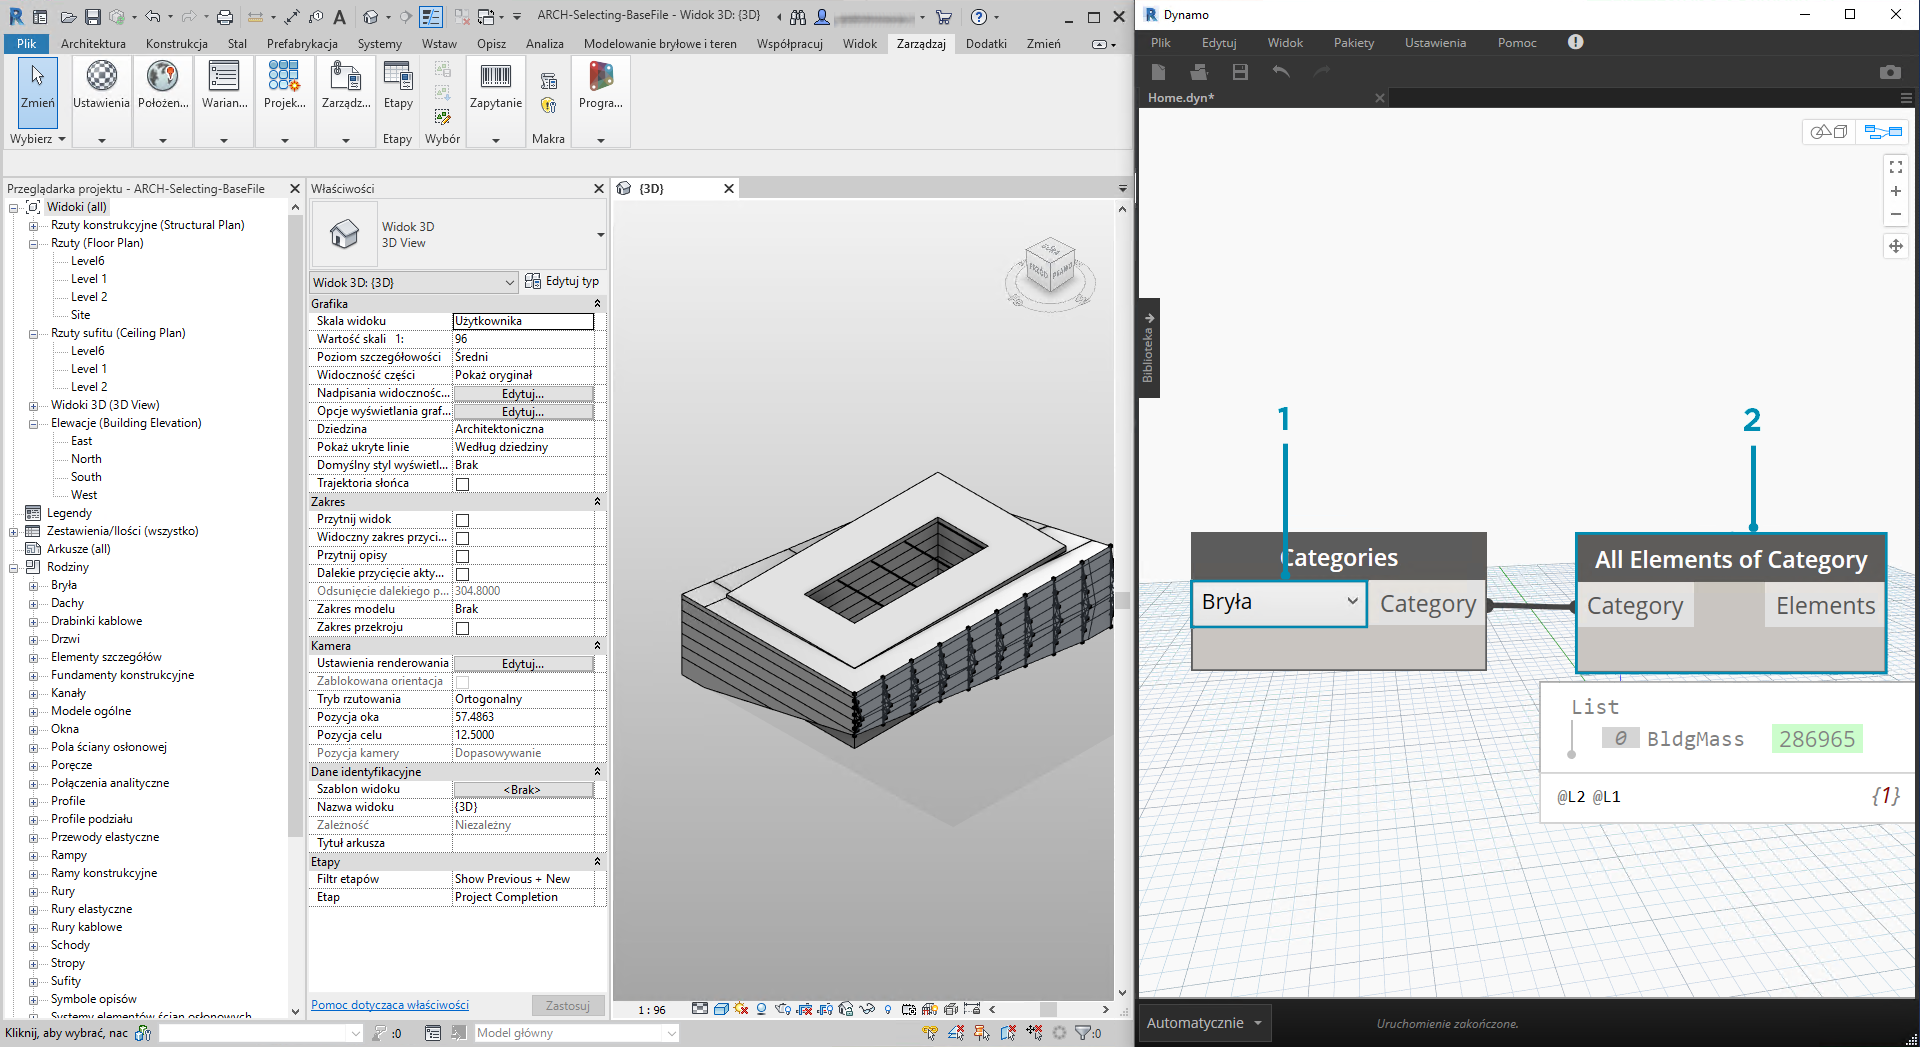 ARCH-Selecting-BaseFile - Widok 3D: {3D}
Plik Architektura Konstrukcja Stal Prefabrykacja Systemy Wstaw Opisz Analiza Modelowanie bryłowe i teren Współpracuj Widok Zarządzaj Dodatki Zmień
Zmień Ustawienia Położen... Warian... Projek... Zarządz... Etapy Zapytanie Progra...
Wybierz Etapy Wybór Makra
Przeglądarka projektu - ARCH-Selecting-BaseFile
Widoki (all)
Rzuty konstrukcyjne (Structural Plan)
Rzuty (Floor Plan)
Level6
Level 1
Level 2
Site
Rzuty sufitu (Ceiling Plan)
Level6
Level 1
Level 2
Widoki 3D (3D View)
Elewacje (Building Elevation)
East
North
South
West
Legendy
Zestawienia/Ilości (wszystko)
Arkusze (all)
Rodziny
Bryła
Dachy
Drabinki kablowe
Drzwi
Elementy szczegółów
Fundamenty konstrukcyjne
Kanały
Modele ogólne
Okna
Pola ściany osłonowej
Poręcze
Połączenia analityczne
Profile
Profile podziału
Przewody elastyczne
Rampy
Ramy konstrukcyjne
Rury
Rury elastyczne
Rury kablowe
Schody
Stropy
Sufity
Symbole opisów
Systemy elementów ścian osłonowych
Właściwości
Widok 3D
3D View
Widok 3D: {3D} Edytuj typ
Grafika
Skala widoku Użytkownika
Wartość skali 1: 96
Poziom szczegółowości Średni
Widoczność części Pokaż oryginał
Nadpisania widocznośc... Edytuj...
Opcje wyświetlania graf... Edytuj...
Dziedzina Architektoniczna
Pokaż ukryte linie Według dziedziny
Domyślny styl wyświetl... Brak
Trajektoria słońca
Zakres
Przytnij widok
Widoczny zakres przyci...
Przytnij opisy
Dalekie przycięcie akty...
Odsunięcie dalekiego p... 304.8000
Zakres modelu Brak
Zakres przekroju
Kamera
Ustawienia renderowania Edytuj...
Zablokowana orientacja
Tryb rzutowania Ortogonalny
Pozycja oka 57.4863
Pozycja celu 12.5000
Pozycja kamery Dopasowywanie
Dane identyfikacyjne
Szablon widoku <Brak>
Nazwa widoku {3D}
Zależność Niezależny
Tytuł arkusza
Etapy
Filtr etapów Show Previous + New
Etap Project Completion
Pomoc dotycząca właściwości Zastosuj
{3D}
PRZÓD PRAWO
1 : 96
Kliknij, aby wybrać, nac :0 Model główny :0
Dynamo
Plik Edytuj Widok Pakiety Ustawienia Pomoc
Home.dyn*
Biblioteka
1
2
Categories
Bryła Category
All Elements of Category
Category Elements
List
0 BldgMass 286965
@L2 @L1 {1}
Automatycznie Uruchomienie zakończone.